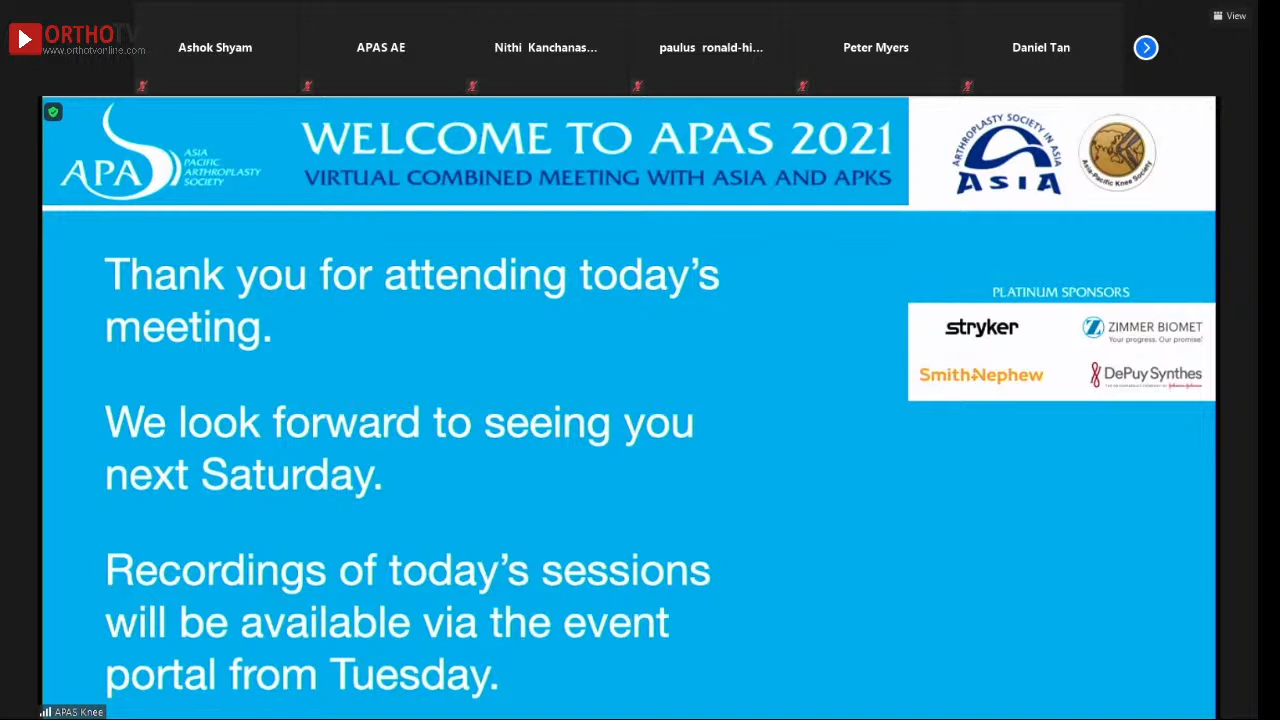 ORTHOTV
www.orthotvonline.com
View
Ashok Shyam
APAS AE
Nithi Kanchanas...
paulus ronald-hi...
Peter Myers
Daniel Tan
APAS
ASIA
PACIFIC
ARTHROPLASTY
SOCIETY
WELCOME TO APAS 2021
VIRTUAL COMBINED MEETING WITH ASIA AND APKS
ARTHROPLASTY SOCIETY IN ASIA
ASIA
Asia-Pacific Knee Society
Thank you for attending today’s
meeting.
We look forward to seeing you
next Saturday.
Recordings of today’s sessions
will be available via the event
portal from Tuesday.
PLATINUM SPONSORS
stryker
ZIMMER BIOMET
Your progress. Our promise.
Smith+Nephew
DePuy Synthes
APAS Knee